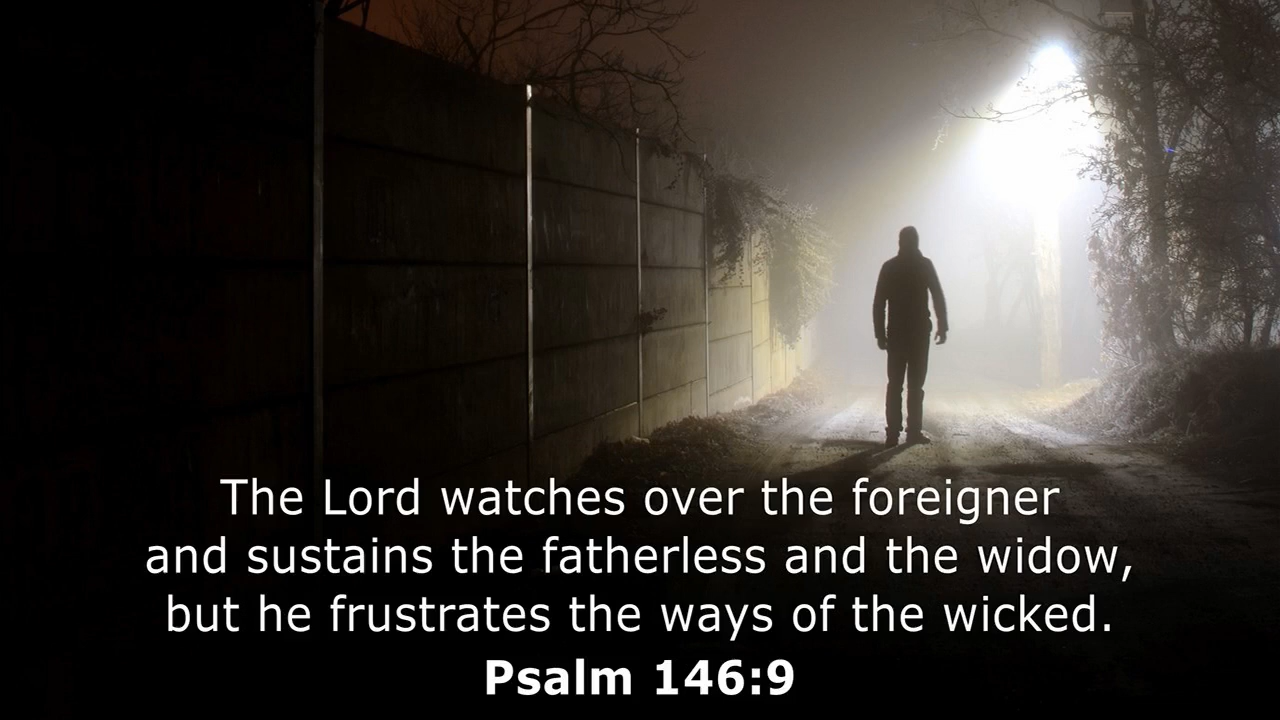 The Lord watches over the foreigner
and sustains the fatherless and the widow,
but he frustrates the ways of the wicked.
Psalm 146:9